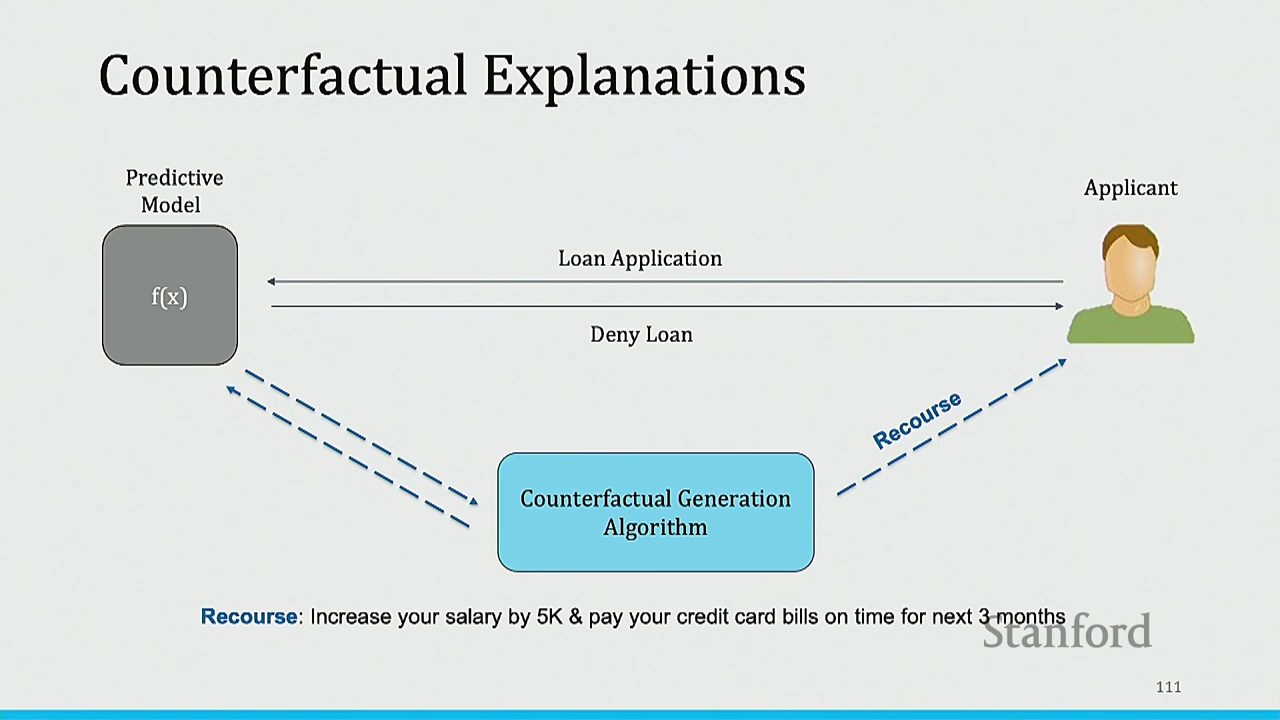 Counterfactual Explanations
Predictive
Model
Applicant
f(x)
Loan Application
Deny Loan
Recourse
Counterfactual Generation
Algorithm
Recourse: Increase your salary by 5K & pay your credit card bills on time for next 3 months
Stanford
111